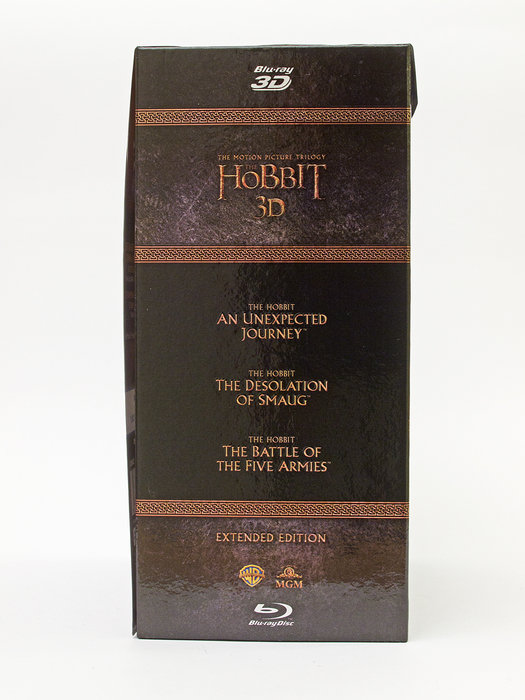 Blu-ray
3D
THE MOTION PICTURE TRILOGY
THE
HOBBIT
3D
THE HOBBIT
AN UNEXPECTED
JOURNEY™
THE HOBBIT
THE DESOLATION
OF SMAUG™
THE HOBBIT
THE BATTLE OF
THE FIVE ARMIES™
EXTENDED EDITION
WB
MGM
Blu-ray Disc